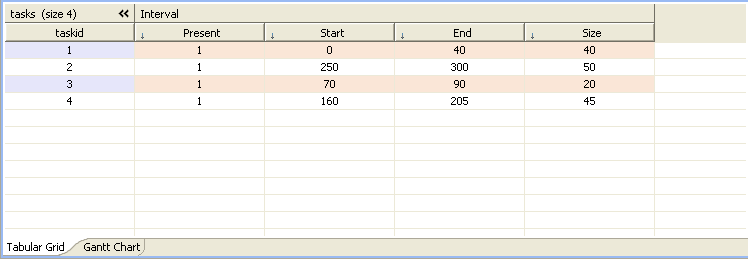 tasks (size 4) « Interval
taskid ↓ Present ↓ Start ↓ End ↓ Size
1 1 0 40 40
2 1 250 300 50
3 1 70 90 20
4 1 160 205 45
Tabular Grid Gantt Chart